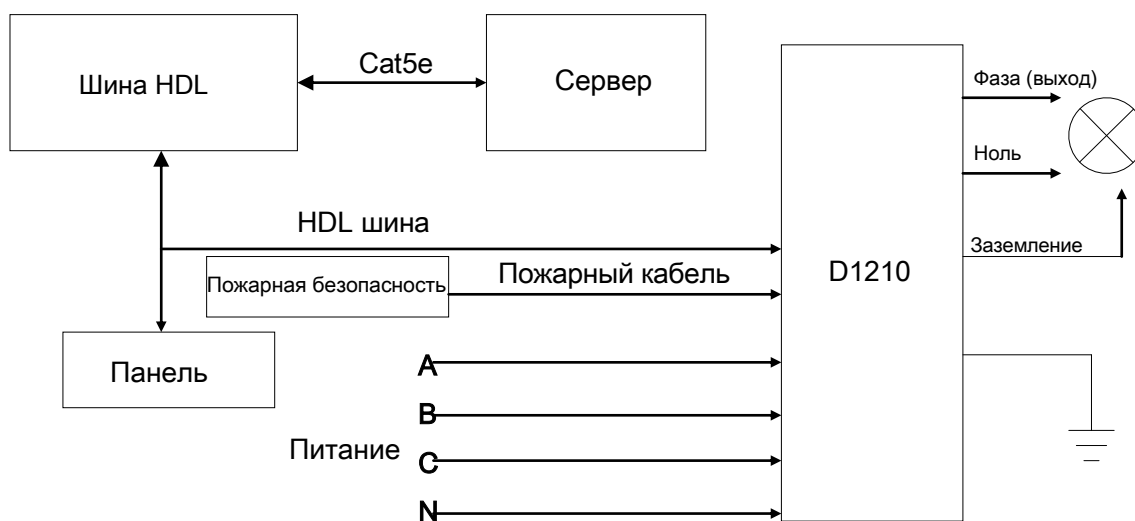 Шина HDL
Cat5e
Сервер
Фаза (выход)
Ноль
HDL шина
Заземление
Пожарная безопасность
Пожарный кабель
D1210
Панель
A
B
Питание
C
N